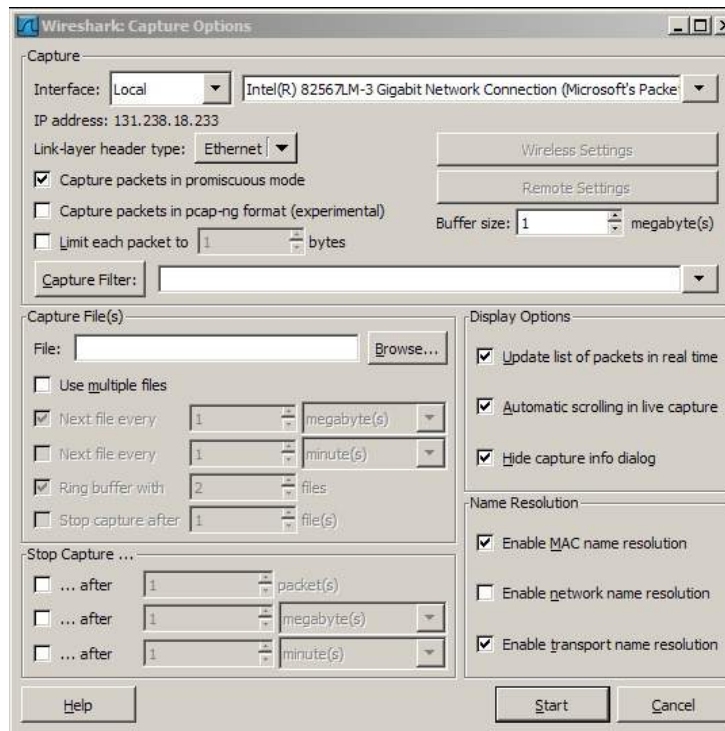 Wireshark: Capture Options
Capture
Interface: Local Intel(R) 82567LM-3 Gigabit Network Connection (Microsoft's Packe
IP address: 131.238.18.233
Link-layer header type: Ethernet
Wireless Settings
Capture packets in promiscuous mode
Remote Settings
Capture packets in pcap-ng format (experimental)
Buffer size: 1 megabyte(s)
Limit each packet to 1 bytes
Capture Filter:
Capture File(s)
File: Browse...
Use multiple files
Next file every 1 megabyte(s)
Next file every 1 minute(s)
Ring buffer with 2 files
Stop capture after 1 file(s)
Display Options
Update list of packets in real time
Automatic scrolling in live capture
Hide capture info dialog
Stop Capture ...
... after 1 packet(s)
... after 1 megabyte(s)
... after 1 minute(s)
Name Resolution
Enable MAC name resolution
Enable network name resolution
Enable transport name resolution
Help Start Cancel